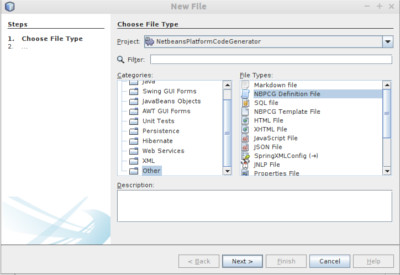 New File
Steps
1. Choose File Type
2. ...
Choose File Type
Project: NetbeansPlatformCodeGenerator
Filter:
Categories:
Java
Swing GUI Forms
JavaBeans Objects
AWT GUI Forms
Unit Tests
Persistence
Hibernate
Web Services
XML
Other
File Types:
Markdown file
NBPCG Definition File
SQL file
NBPCG Template File
HTML File
XHTML File
JavaScript File
JSON File
SpringXMLConfig (->)
JNLP File
Properties File
Description:
< Back
Next >
Finish
Cancel
Help